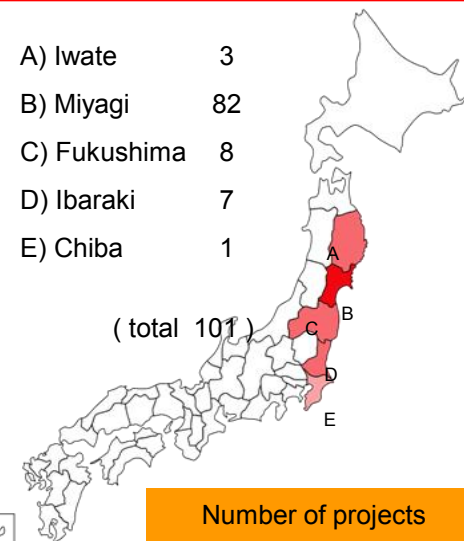 A) Iwate 3
B) Miyagi 82
C) Fukushima 8
D) Ibaraki 7
E) Chiba 1
( total 101 )
A
B
C
D
E
Number of projects